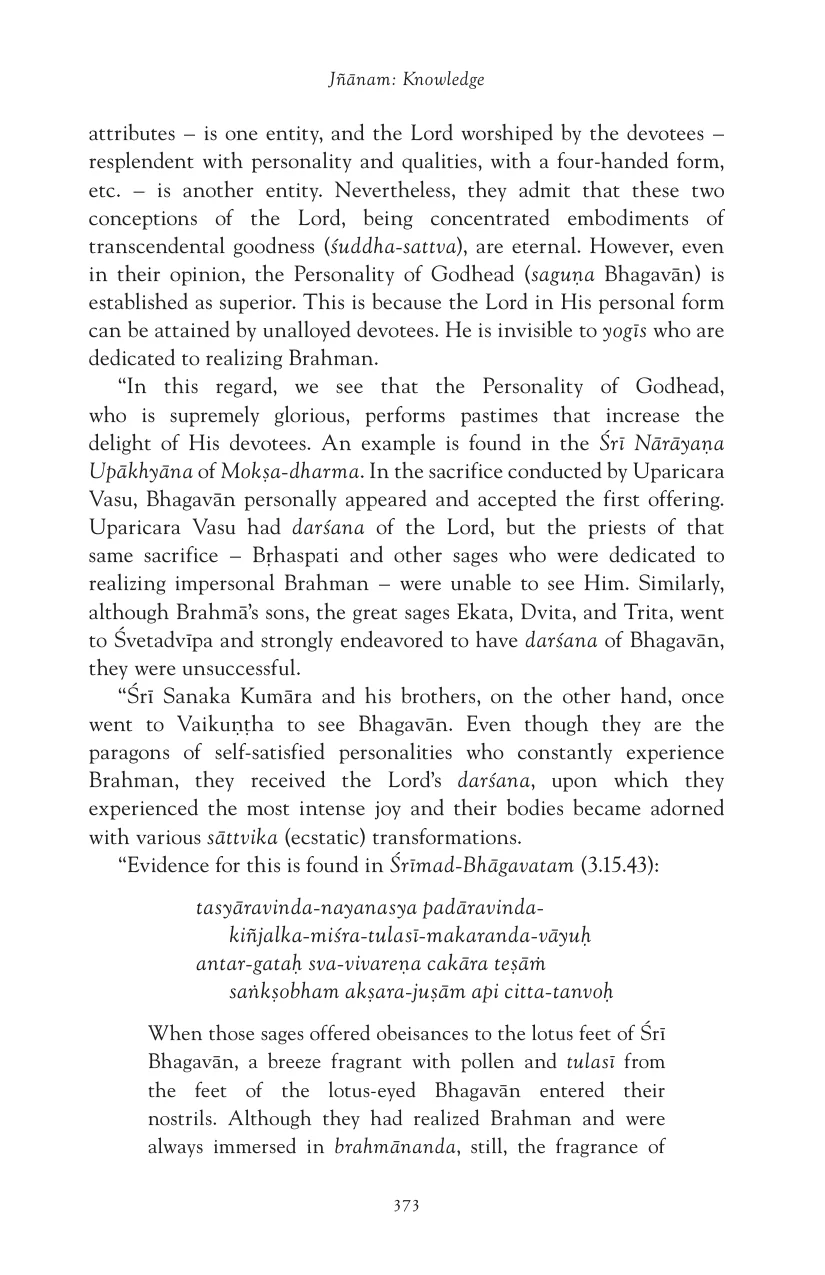 Jñānam: Knowledge
attributes – is one entity, and the Lord worshiped by the devotees –
resplendent with personality and qualities, with a four-handed form,
etc. – is another entity. Nevertheless, they admit that these two
conceptions of the Lord, being concentrated embodiments of
transcendental goodness (śuddha-sattva), are eternal. However, even
in their opinion, the Personality of Godhead (saguṇa Bhagavān) is
established as superior. This is because the Lord in His personal form
can be attained by unalloyed devotees. He is invisible to yogīs who are
dedicated to realizing Brahman.
“In this regard, we see that the Personality of Godhead,
who is supremely glorious, performs pastimes that increase the
delight of His devotees. An example is found in the Śrī Nārāyaṇa
Upākhyāna of Mokṣa-dharma. In the sacrifice conducted by Uparicara
Vasu, Bhagavān personally appeared and accepted the first offering.
Uparicara Vasu had darśana of the Lord, but the priests of that
same sacrifice – Bṛhaspati and other sages who were dedicated to
realizing impersonal Brahman – were unable to see Him. Similarly,
although Brahmā’s sons, the great sages Ekata, Dvita, and Trita, went
to Śvetadvīpa and strongly endeavored to have darśana of Bhagavān,
they were unsuccessful.
“Śrī Sanaka Kumāra and his brothers, on the other hand, once
went to Vaikuṇṭha to see Bhagavān. Even though they are the
paragons of self-satisfied personalities who constantly experience
Brahman, they received the Lord’s darśana, upon which they
experienced the most intense joy and their bodies became adorned
with various sāttvika (ecstatic) transformations.
“Evidence for this is found in Śrīmad-Bhāgavatam (3.15.43):
tasyāravinda-nayanasya padāravinda-
kiñjalka-miśra-tulasī-makaranda-vāyuḥ
antar-gataḥ sva-vivareṇa cakāra teṣāṁ
saṅkṣobham akṣara-juṣām api citta-tanvoḥ
When those sages offered obeisances to the lotus feet of Śrī
Bhagavān, a breeze fragrant with pollen and tulasī from
the feet of the lotus-eyed Bhagavān entered their
nostrils. Although they had realized Brahman and were
always immersed in brahmānanda, still, the fragrance of
373